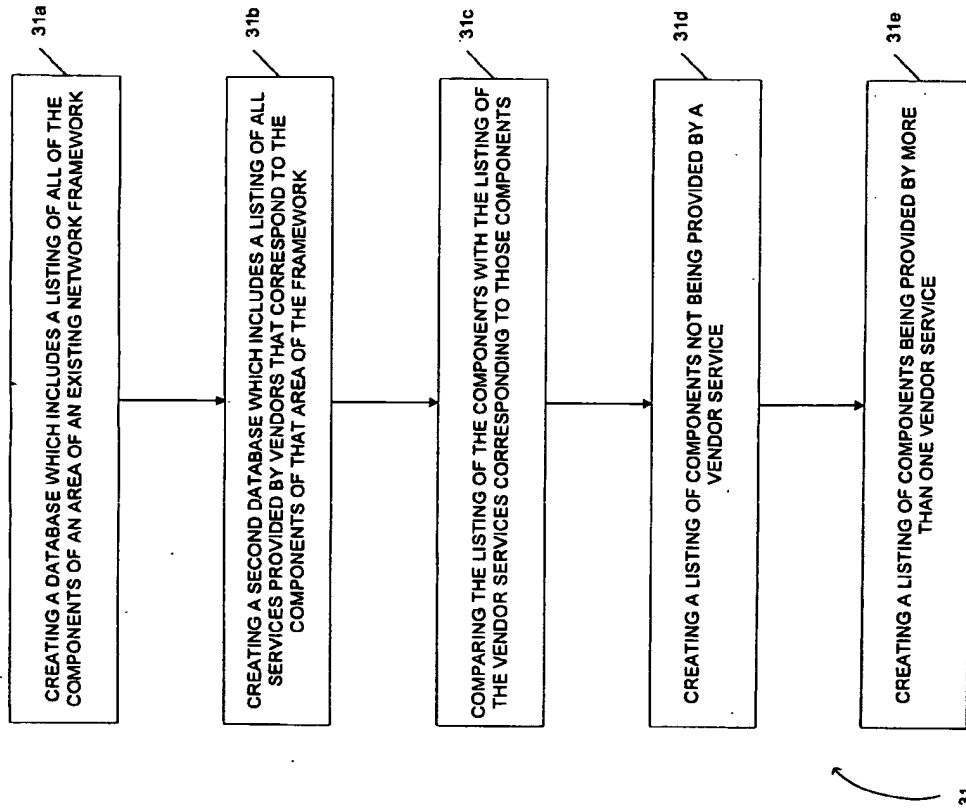 31a
CREATING A DATABASE WHICH INCLUDES A LISTING OF ALL OF THE
COMPONENTS OF AN AREA OF AN EXISTING NETWORK FRAMEWORK
31b
CREATING A SECOND DATABASE WHICH INCLUDES A LISTING OF ALL
SERVICES PROVIDED BY VENDORS THAT CORRESPOND TO THE
COMPONENTS OF THAT AREA OF THE FRAMEWORK
31c
COMPARING THE LISTING OF THE COMPONENTS WITH THE LISTING OF
THE VENDOR SERVICES CORRESPONDING TO THOSE COMPONENTS
31d
CREATING A LISTING OF COMPONENTS NOT BEING PROVIDED BY A
VENDOR SERVICE
31e
CREATING A LISTING OF COMPONENTS BEING PROVIDED BY MORE
THAN ONE VENDOR SERVICE
31